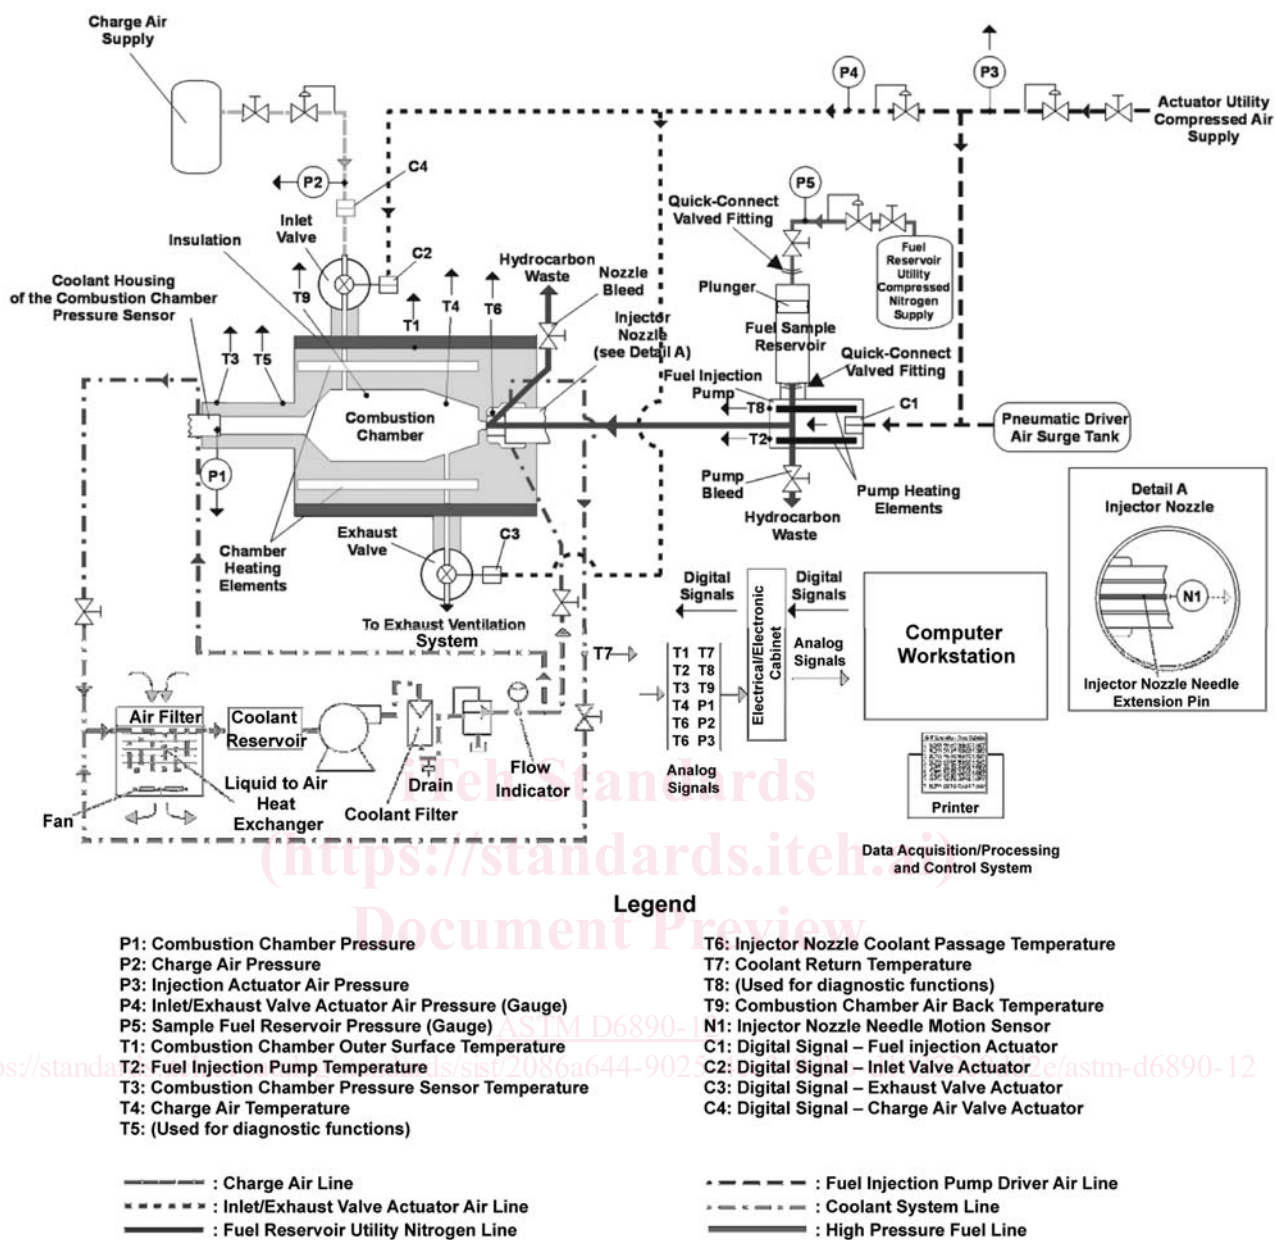 Charge Air
Supply
P4
P3
Actuator Utility
Compressed Air
Supply
P2
C4
P5
Quick-Connect
Valved Fitting
Inlet
Valve
Insulation
C2
Hydrocarbon
Waste
Nozzle
Bleed
Fuel
Reservoir
Utility
Compressed
Nitrogen
Supply
Coolant Housing
of the Combustion Chamber
Pressure Sensor
T9
T4
T6
T1
Plunger
Injector
Nozzle
(see Detail A)
Fuel Sample
Reservoir
Quick-Connect
Valved Fitting
T3
T5
Fuel Injection
Pump
T8
C1
Combustion
Chamber
Pneumatic Driver
Air Surge Tank
T2
P1
Pump
Bleed
Pump Heating
Elements
Hydrocarbon
Waste
Detail A
Injector Nozzle
N1
Injector Nozzle Needle
Extension Pin
Exhaust
Valve
C3
Chamber
Heating
Elements
To Exhaust Ventilation
System
Digital
Signals
Digital
Signals
Electrical/Electronic
Cabinet
Computer
Workstation
Analog
Signals
T7
T1 T7
T2 T8
T3 T9
T4 P1
T6 P2
T6 P3
Analog
Signals
Air Filter
Coolant
Reservoir
Liquid to Air
Heat
Exchanger
Fan
Drain
Coolant Filter
Flow
Indicator
Printer
Data Acquisition/Processing
and Control System
iTeh Standards
(https://standards.iteh.ai)
Document Preview
Legend
P1: Combustion Chamber Pressure
P2: Charge Air Pressure
P3: Injection Actuator Air Pressure
P4: Inlet/Exhaust Valve Actuator Air Pressure (Gauge)
P5: Sample Fuel Reservoir Pressure (Gauge)
T1: Combustion Chamber Outer Surface Temperature
T2: Fuel Injection Pump Temperature
T3: Combustion Chamber Pressure Sensor Temperature
T4: Charge Air Temperature
T5: (Used for diagnostic functions)
T6: Injector Nozzle Coolant Passage Temperature
T7: Coolant Return Temperature
T8: (Used for diagnostic functions)
T9: Combustion Chamber Air Back Temperature
N1: Injector Nozzle Needle Motion Sensor
C1: Digital Signal – Fuel injection Actuator
C2: Digital Signal – Inlet Valve Actuator
C3: Digital Signal – Exhaust Valve Actuator
C4: Digital Signal – Charge Air Valve Actuator
ASTM D6890-12
: Charge Air Line
: Inlet/Exhaust Valve Actuator Air Line
: Fuel Reservoir Utility Nitrogen Line
: Fuel Injection Pump Driver Air Line
: Coolant System Line
: High Pressure Fuel Line